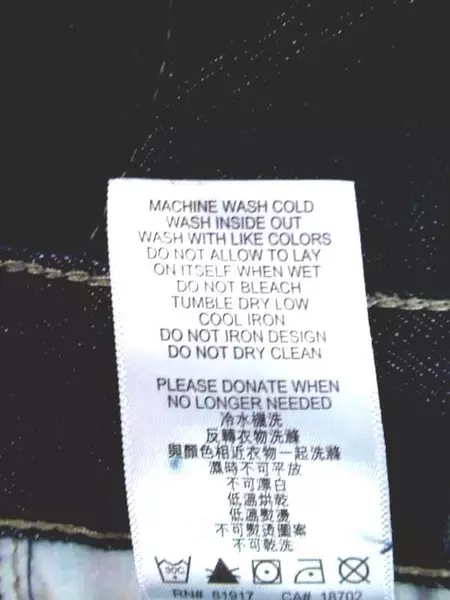 MACHINE WASH COLD
WASH INSIDE OUT
WASH WITH LIKE COLORS
DO NOT ALLOW TO LAY
ON ITSELF WHEN WET
DO NOT BLEACH
TUMBLE DRY LOW
COOL IRON
DO NOT IRON DESIGN
DO NOT DRY CLEAN
PLEASE DONATE WHEN
NO LONGER NEEDED
冷水機洗
反轉衣物洗滌
與顏色相近衣物一起洗滌
濕時不可平放
不可漂白
低溫烘乾
低溫熨燙
不可熨燙圖案
不可乾洗
30C
RN# 81917 CA# 18702